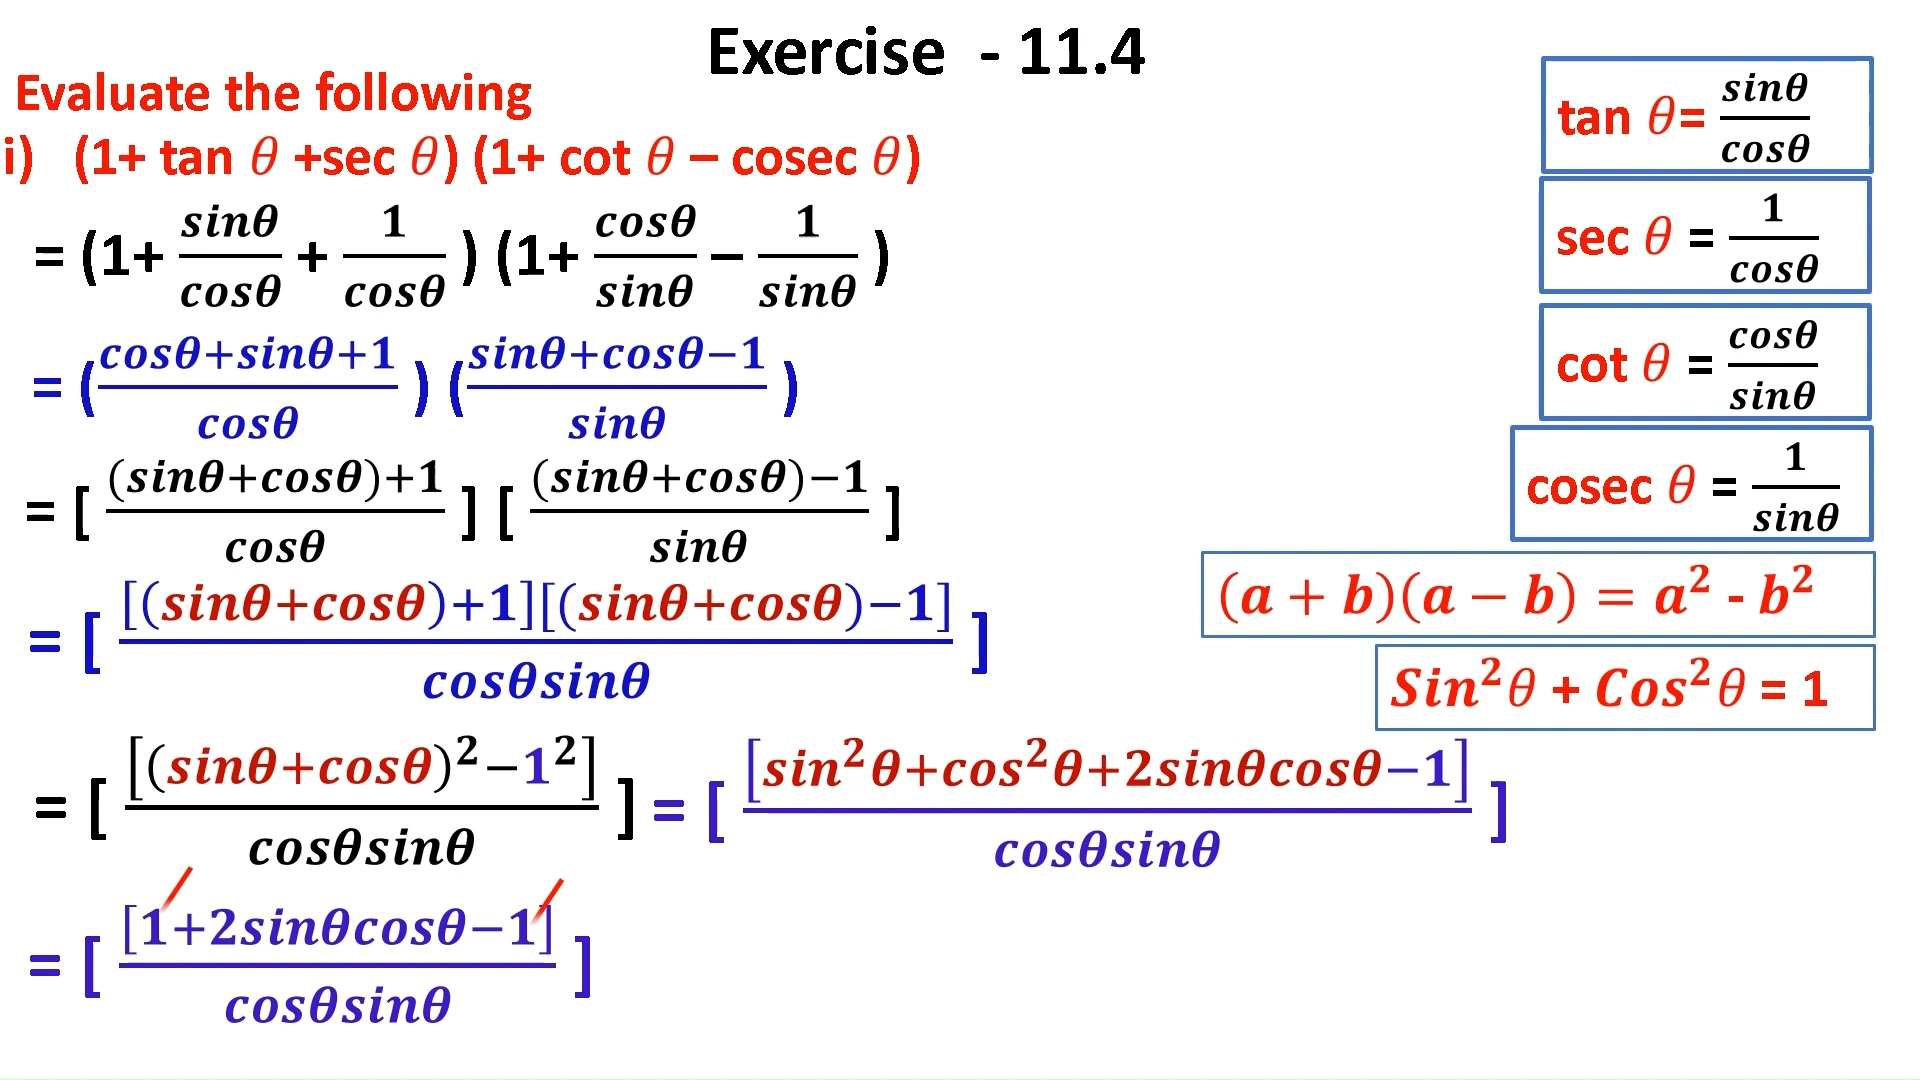 Exercise - 11.4
Evaluate the following
i) (1+ tan θ +sec θ) (1+ cot θ – cosec θ)
= (1+ sinθ/cosθ + 1/cosθ ) (1+ cosθ/sinθ – 1/sinθ )
= (cosθ+sinθ+1/cosθ ) (sinθ+cosθ−1/sinθ )
= [ (sinθ+cosθ)+1/cosθ ] [ (sinθ+cosθ)−1/sinθ ]
= [ [(sinθ+cosθ)+1][(sinθ+cosθ)−1]/cosθsinθ ]
= [ [(sinθ+cosθ)²−1²]/cosθsinθ ] = [ [sin²θ+cos²θ+2sinθcosθ−1]/cosθsinθ ]
= [ [1+2sinθcosθ−1]/cosθsinθ ]
tan θ= sinθ/cosθ
sec θ = 1/cosθ
cot θ = cosθ/sinθ
cosec θ = 1/sinθ
(a + b)(a − b) = a² - b²
Sin²θ + Cos²θ = 1